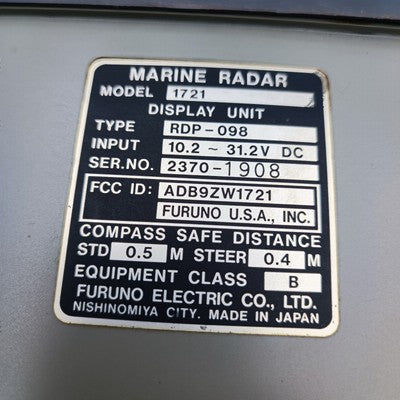 MARINE RADAR
MODEL 1721
DISPLAY UNIT
TYPE RDP-098
INPUT 10.2 ~ 31.2V DC
SER.NO. 2370-1908
FCC ID: ADB9ZW1721
FURUNO U.S.A., INC.
COMPASS SAFE DISTANCE
STD 0.5 M STEER 0.4 M
EQUIPMENT CLASS B
FURUNO ELECTRIC CO., LTD.
NISHINOMIYA CITY. MADE IN JAPAN